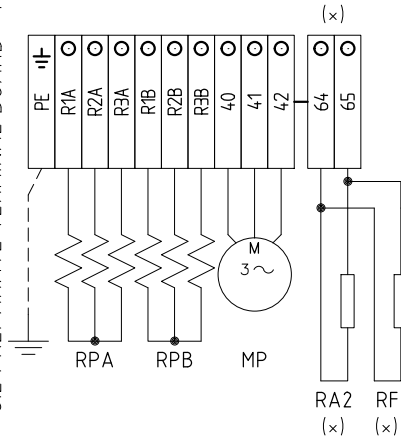 (×)
PE
R1A
R2A
R3A
R1B
R2B
R3B
40
41
42
64
65
M
3~
RPA
RPB
MP
RA2
RF
(×)
(×)